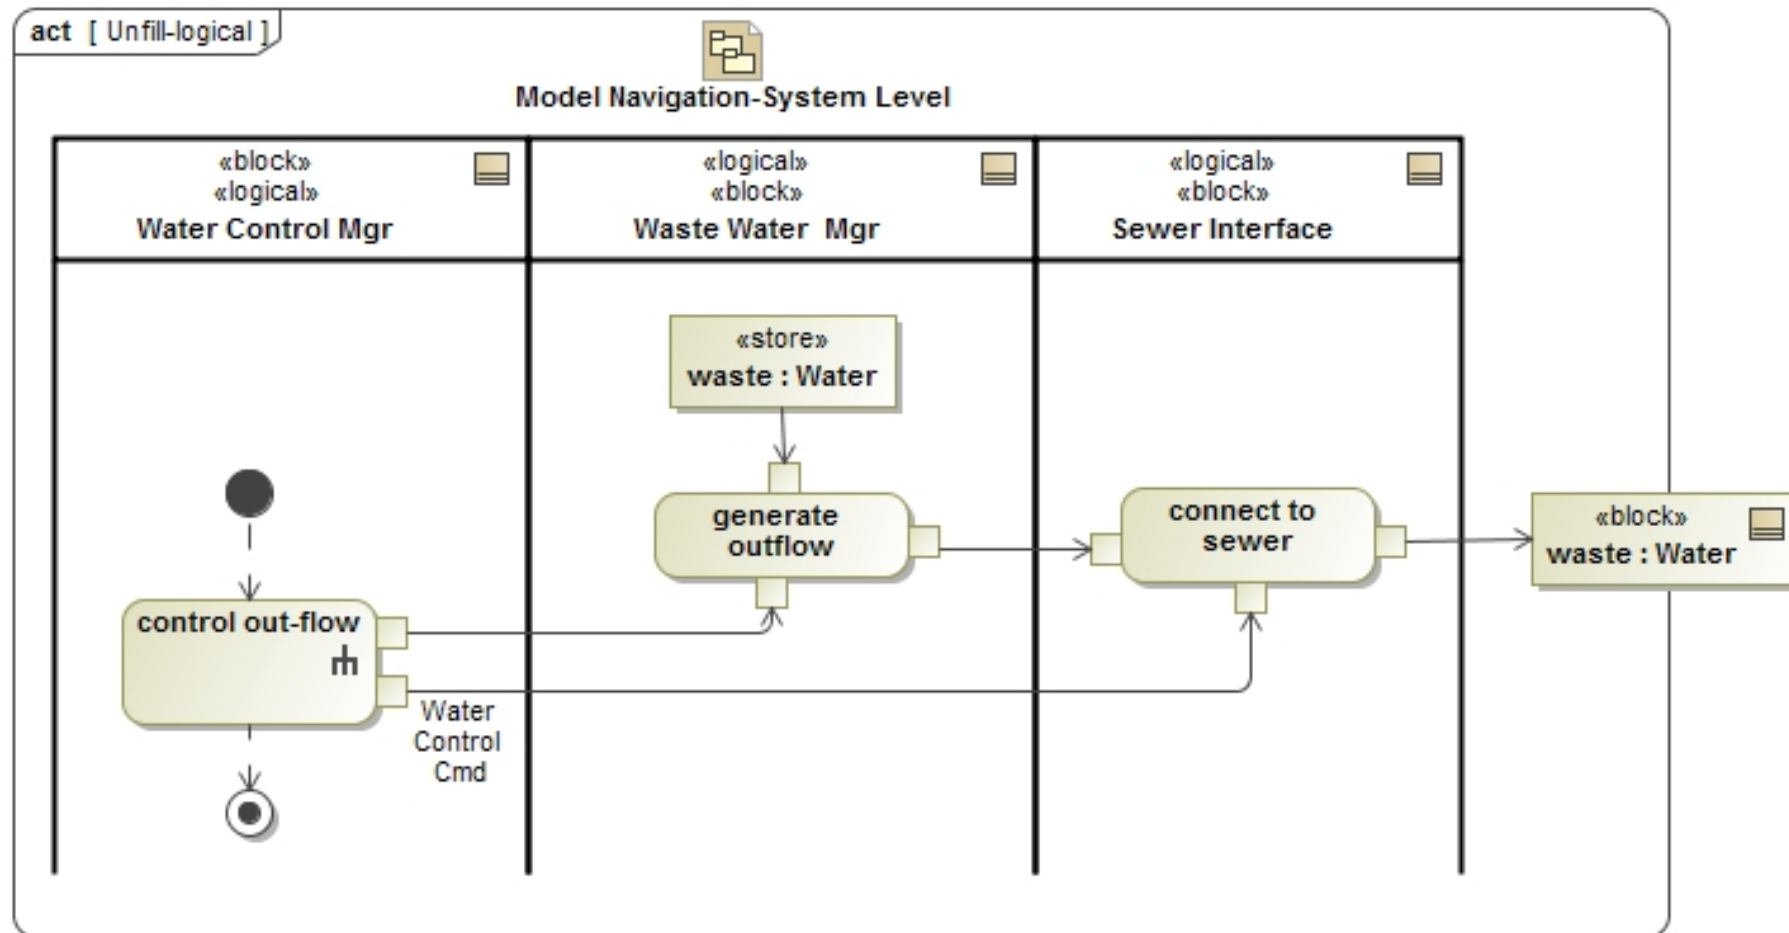 act [ Unfill-logical ]
Model Navigation-System Level
«block»
«logical»
Water Control Mgr
«logical»
«block»
Waste Water Mgr
«logical»
«block»
Sewer Interface
«store»
waste : Water
generate
outflow
connect to
sewer
«block»
waste : Water
control out-flow
Water
Control
Cmd